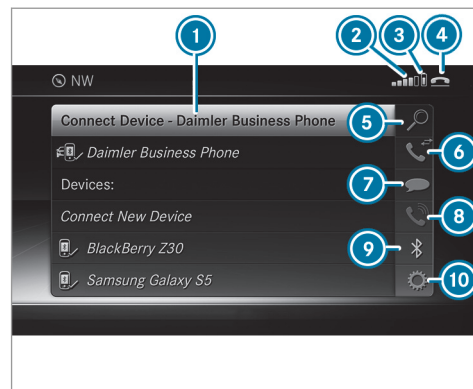 1
2
3
4
NW
Connect Device - Daimler Business Phone
5
Daimler Business Phone
6
Devices:
7
Connect New Device
8
BlackBerry Z30
9
Samsung Galaxy S5
10